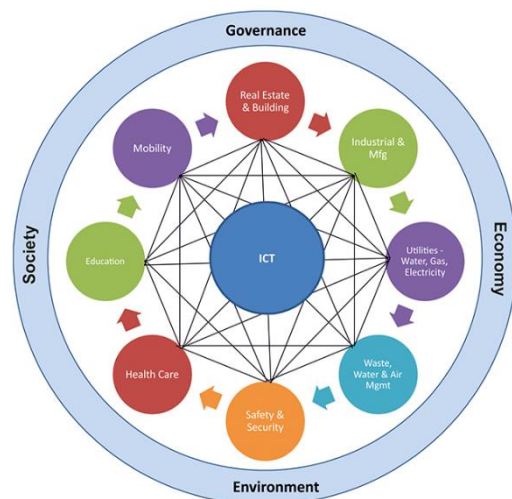 Governance
Real Estate
& Building
Industrial &
Mfg
Utilities -
Water, Gas,
Electricity
Waste,
Water & Air
Mgmt
Safety &
Security
Health Care
Education
Mobility
ICT
Economy
Environment
Society